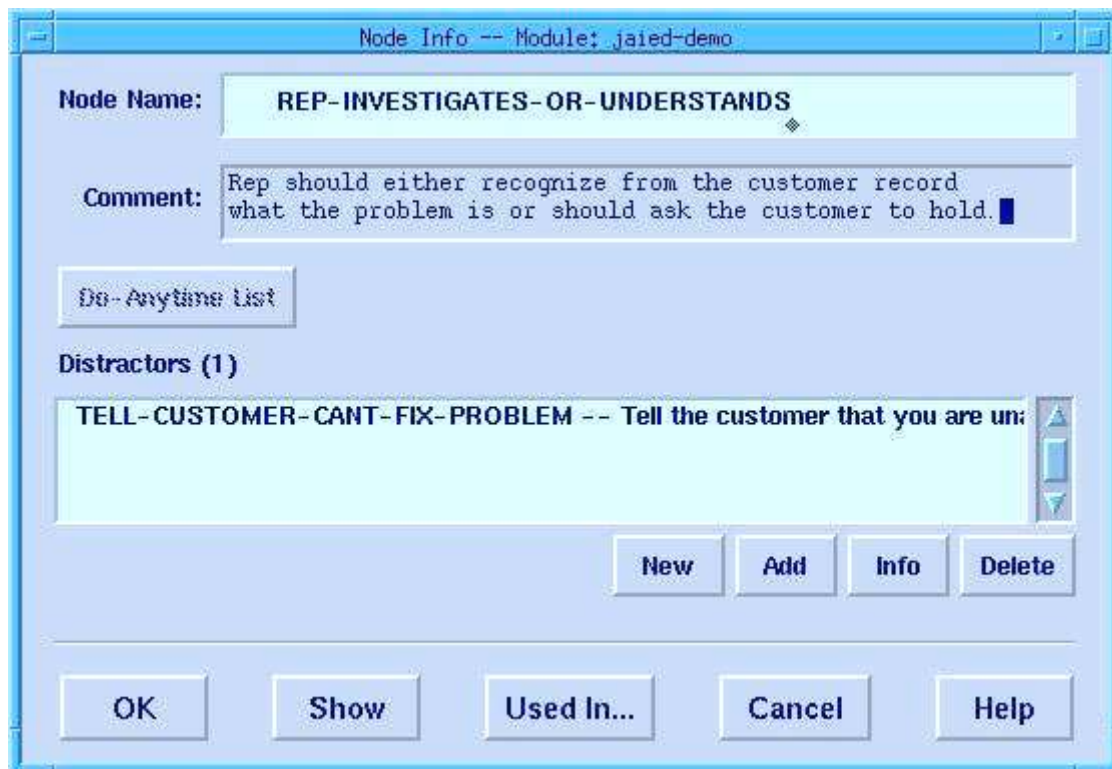 Node Info -- Module: jaied-demo
Node Name: REP-INVESTIGATES-OR-UNDERSTANDS
Comment: Rep should either recognize from the customer record
what the problem is or should ask the customer to hold.
Do-Anytime List
Distractors (1)
TELL-CUSTOMER-CANT-FIX-PROBLEM -- Tell the customer that you are una
New Add Info Delete
OK Show Used In... Cancel Help